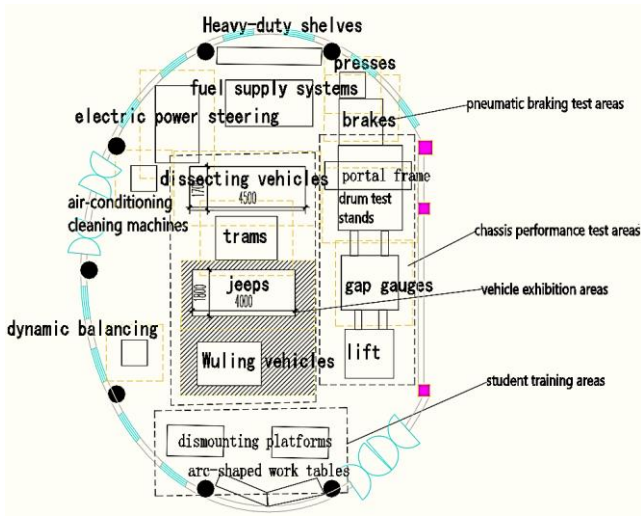 Heavy-duty shelves
presses
fuel supply systems
pneumatic braking test areas
electric power steering
brakes
dissecting vehicles
portal frame
1700
4500
air-conditioning
cleaning machines
drum test
stands
trams
chassis performance test areas
jeeps
gap gauges
vehicle exhibition areas
1800
4000
dynamic balancing
Wuling vehicles
lift
student training areas
dismounting platforms
arc-shaped work tables